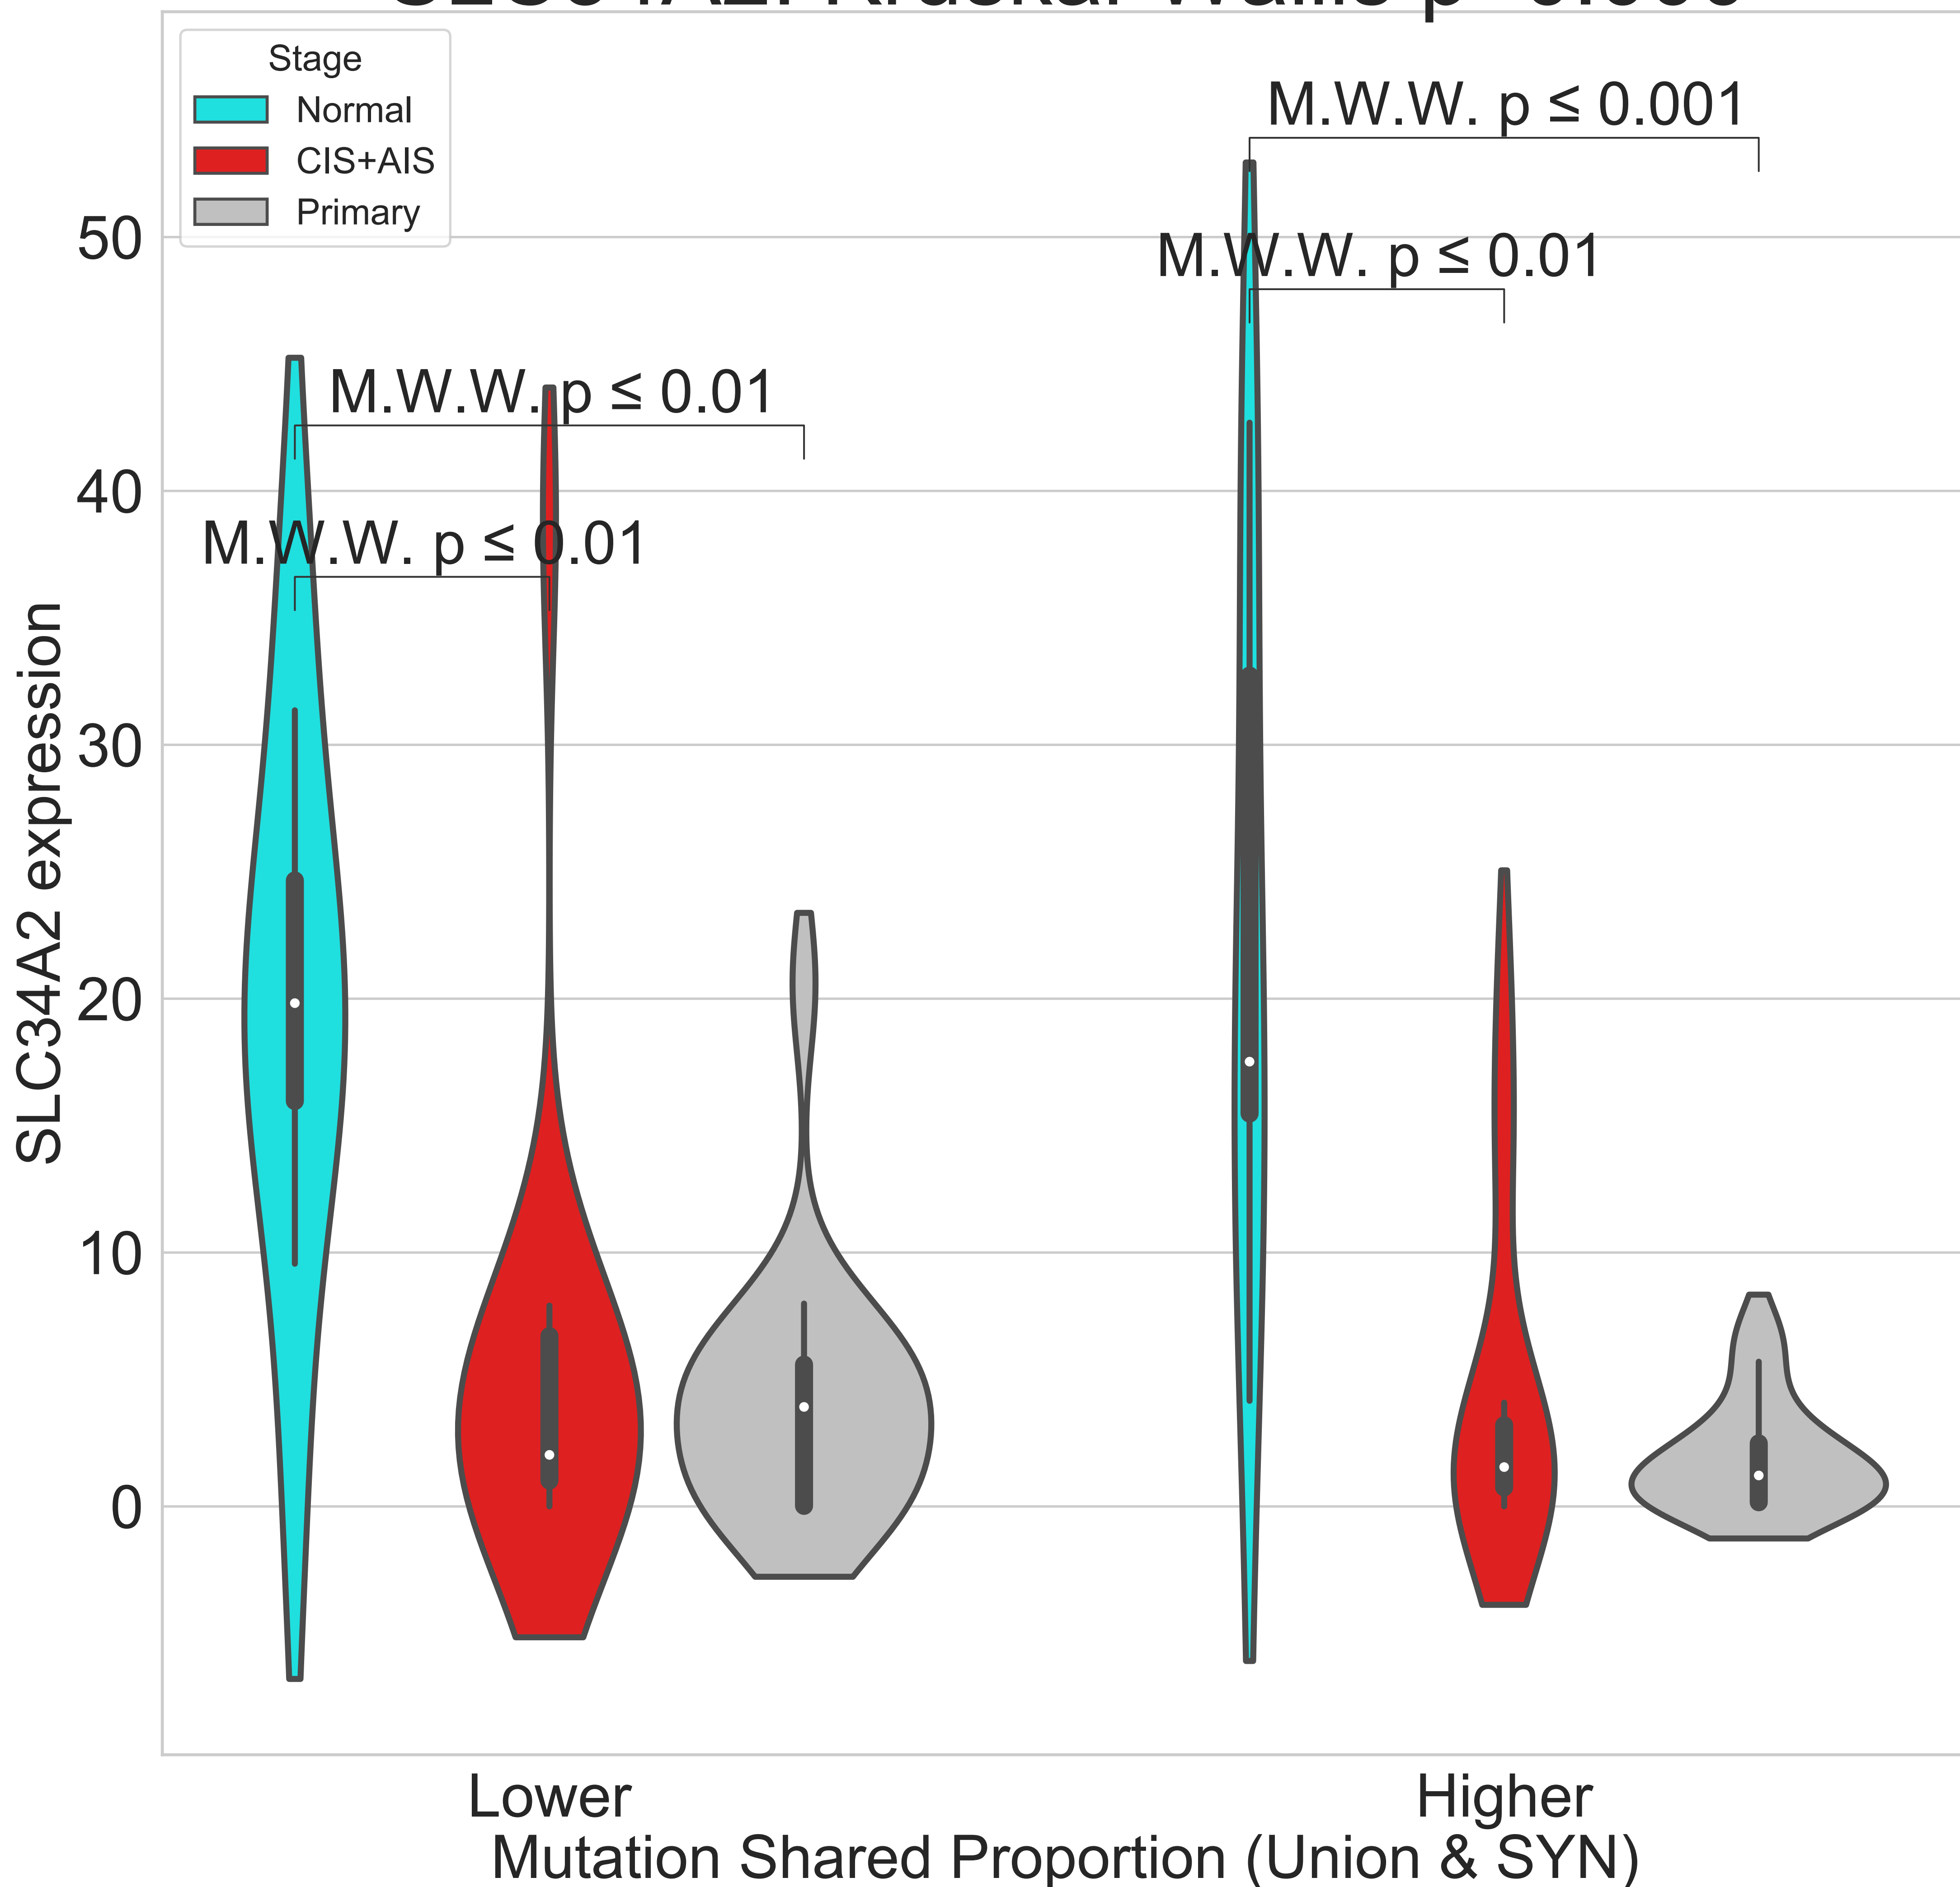 Stage
Normal
CIS+AIS
Primary
M.W.W. p ≤ 0.001
M.W.W. p ≤ 0.01
M.W.W. p ≤ 0.01
M.W.W. p ≤ 0.01
50
40
30
20
10
0
SLC34A2 expression
Lower
Higher
Mutation Shared Proportion (Union & SYN)